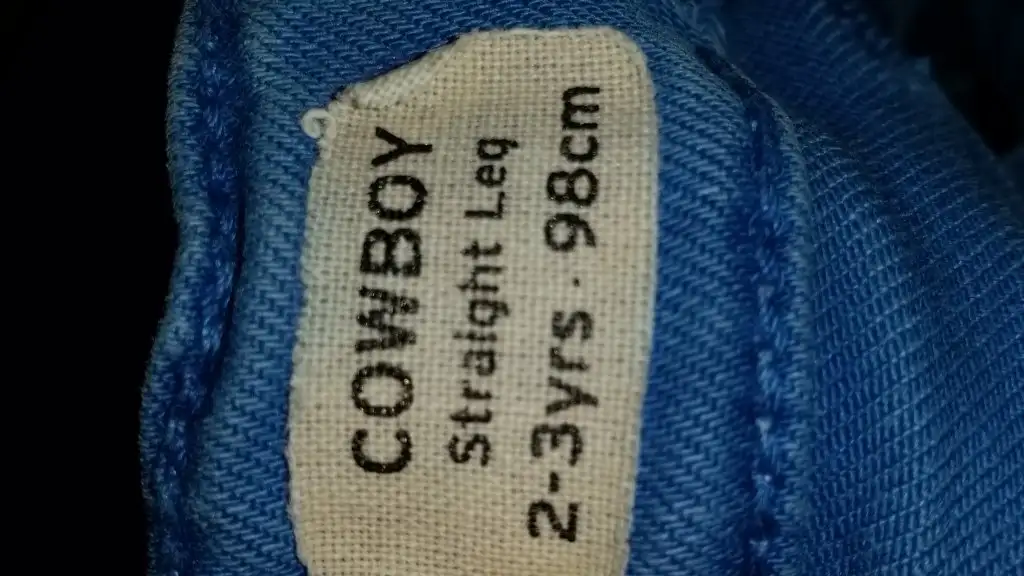 COWBOY
Straight Leg
2-3yrs · 98cm